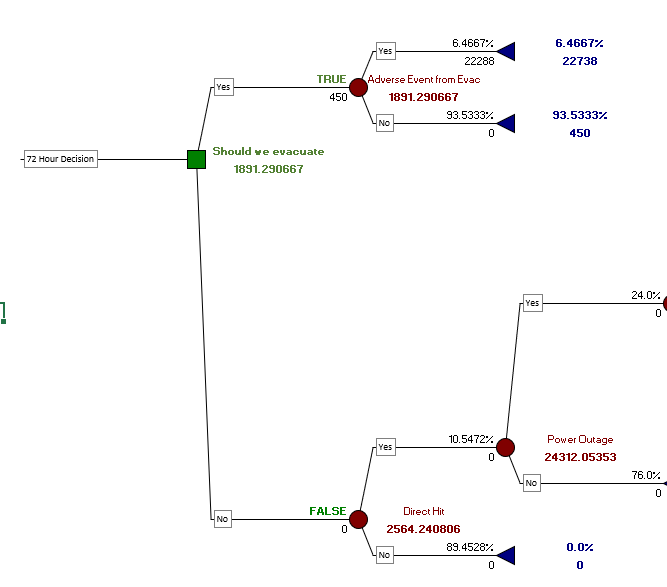 Yes
6.4667%
22288
6.4667%
22738
TRUE
450
Adverse Event from Evac
1891.290667
Yes
No
93.5333%
0
93.5333%
450
72 Hour Decision
Should we evacuate
1891.290667
Yes
24.0%
0
Yes
10.5472%
0
Power Outage
24312.05353
No
76.0%
0
No
FALSE
0
Direct Hit
2564.240806
No
89.4528%
0
0.0%
0